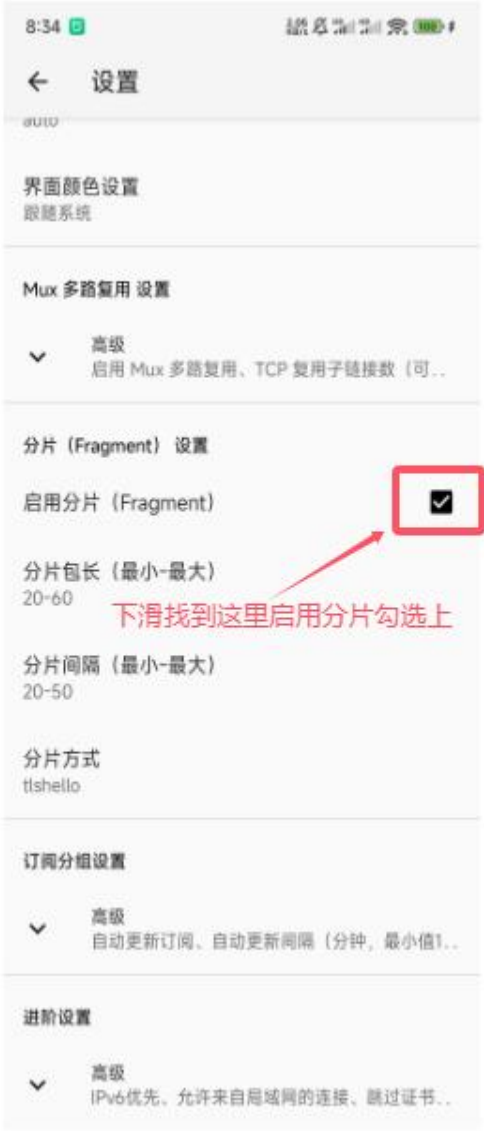 8:34
100
设置
auto
界面颜色设置
跟随系统
Mux 多路复用 设置
高级
启用 Mux 多路复用、TCP 复用子链接数（可..
分片（Fragment） 设置
启用分片（Fragment）
分片包长（最小-最大）
20-60
下滑找到这里启用分片勾选上
分片间隔（最小-最大）
20-50
分片方式
tlshello
订阅分组设置
高级
自动更新订阅、自动更新间隔（分钟，最小值1..
进阶设置
高级
IPv6优先、允许来自局域网的连接、跳过证书..